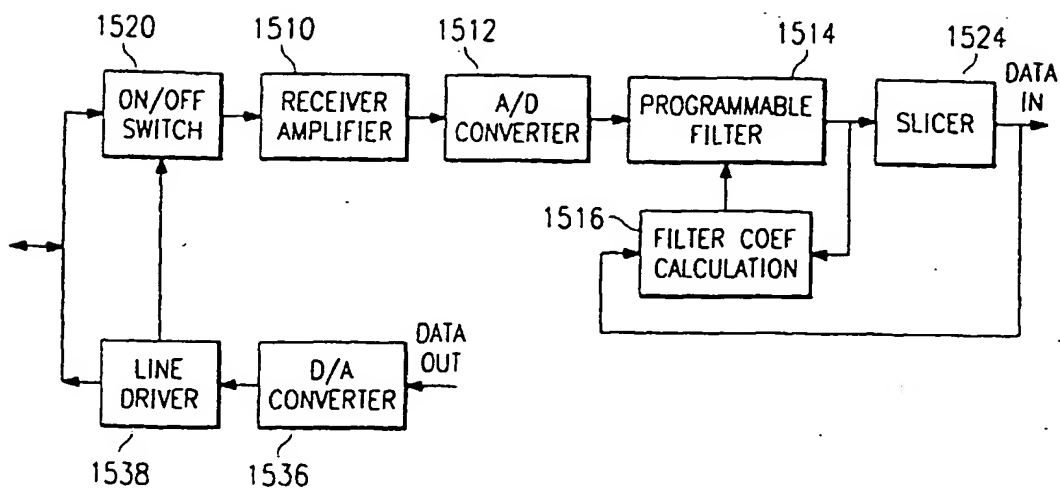 1520
1510
1512
1514
1524
ON/OFF
SWITCH
RECEIVER
AMPLIFIER
A/D
CONVERTER
PROGRAMMABLE
FILTER
SLICER
DATA
IN
1516
FILTER COEF
CALCULATION
LINE
DRIVER
D/A
CONVERTER
DATA
OUT
1538
1536